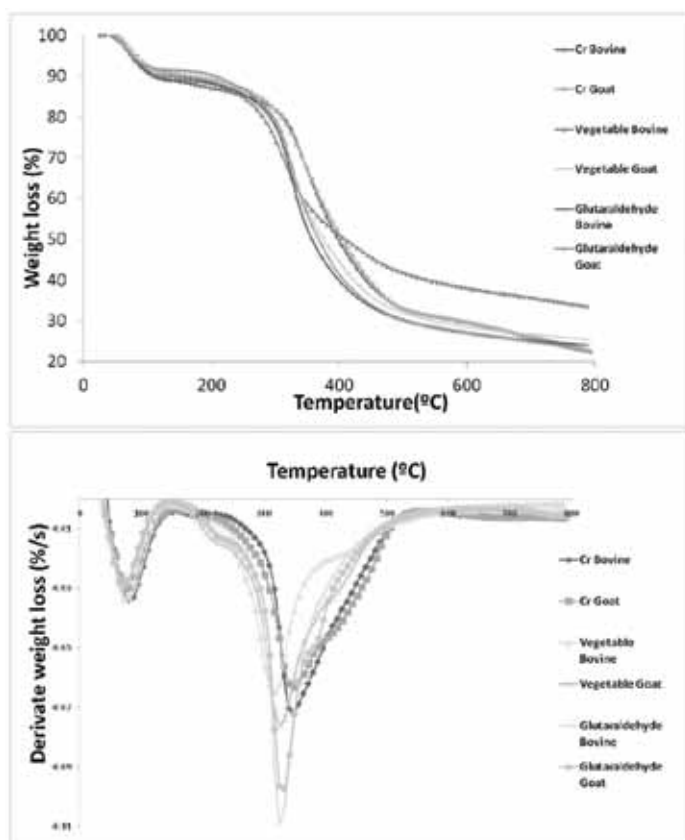 100
90
80
70
60
50
40
30
20
Weight loss (%)
0
200
400
600
800
Temperature(ºC)
Cr Bovine
Cr Goat
Vegetable Bovine
Vegetable Goat
Glutaraldehyde
Bovine
Glutaraldehyde
Goat
Temperature (ºC)
Derivate weight loss (%/s)
Cr Bovine
Cr Goat
Vegetable
Bovine
Vegetable Goat
Glutaraldehyde
Bovine
Glutaraldehyde
Goat